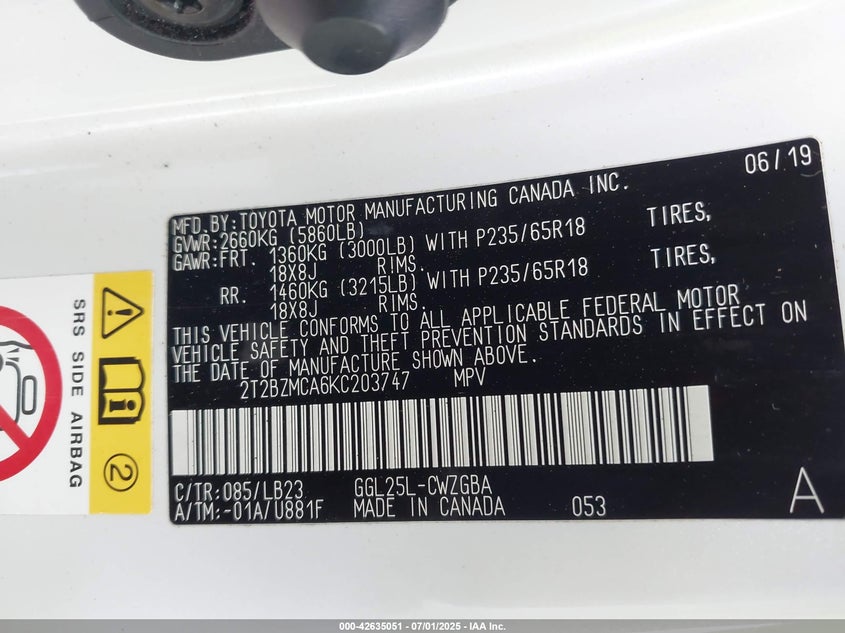 06/19
MFD.BY:TOYOTA MOTOR MANUFACTURING CANADA INC.
GVWR:2660KG (5860LB)
GAWR:FRT. 1360KG (3000LB) WITH P235/65R18 TIRES,
18X8J RIMS.
RR. 1460KG (3215LB) WITH P235/65R18 TIRES,
18X8J RIMS.
THIS VEHICLE CONFORMS TO ALL APPLICABLE FEDERAL MOTOR
VEHICLE SAFETY AND THEFT PREVENTION STANDARDS IN EFFECT ON
THE DATE OF MANUFACTURE SHOWN ABOVE.
2T2BZMCA6KC203747 MPV
C/TR:085/LB23 GGL25L-CWZGBA
A/TM:-01A/U881F MADE IN CANADA 053 A
SRS SIDE AIRBAG
2
000-42635051 - 07/01/2025 - IAA Inc.